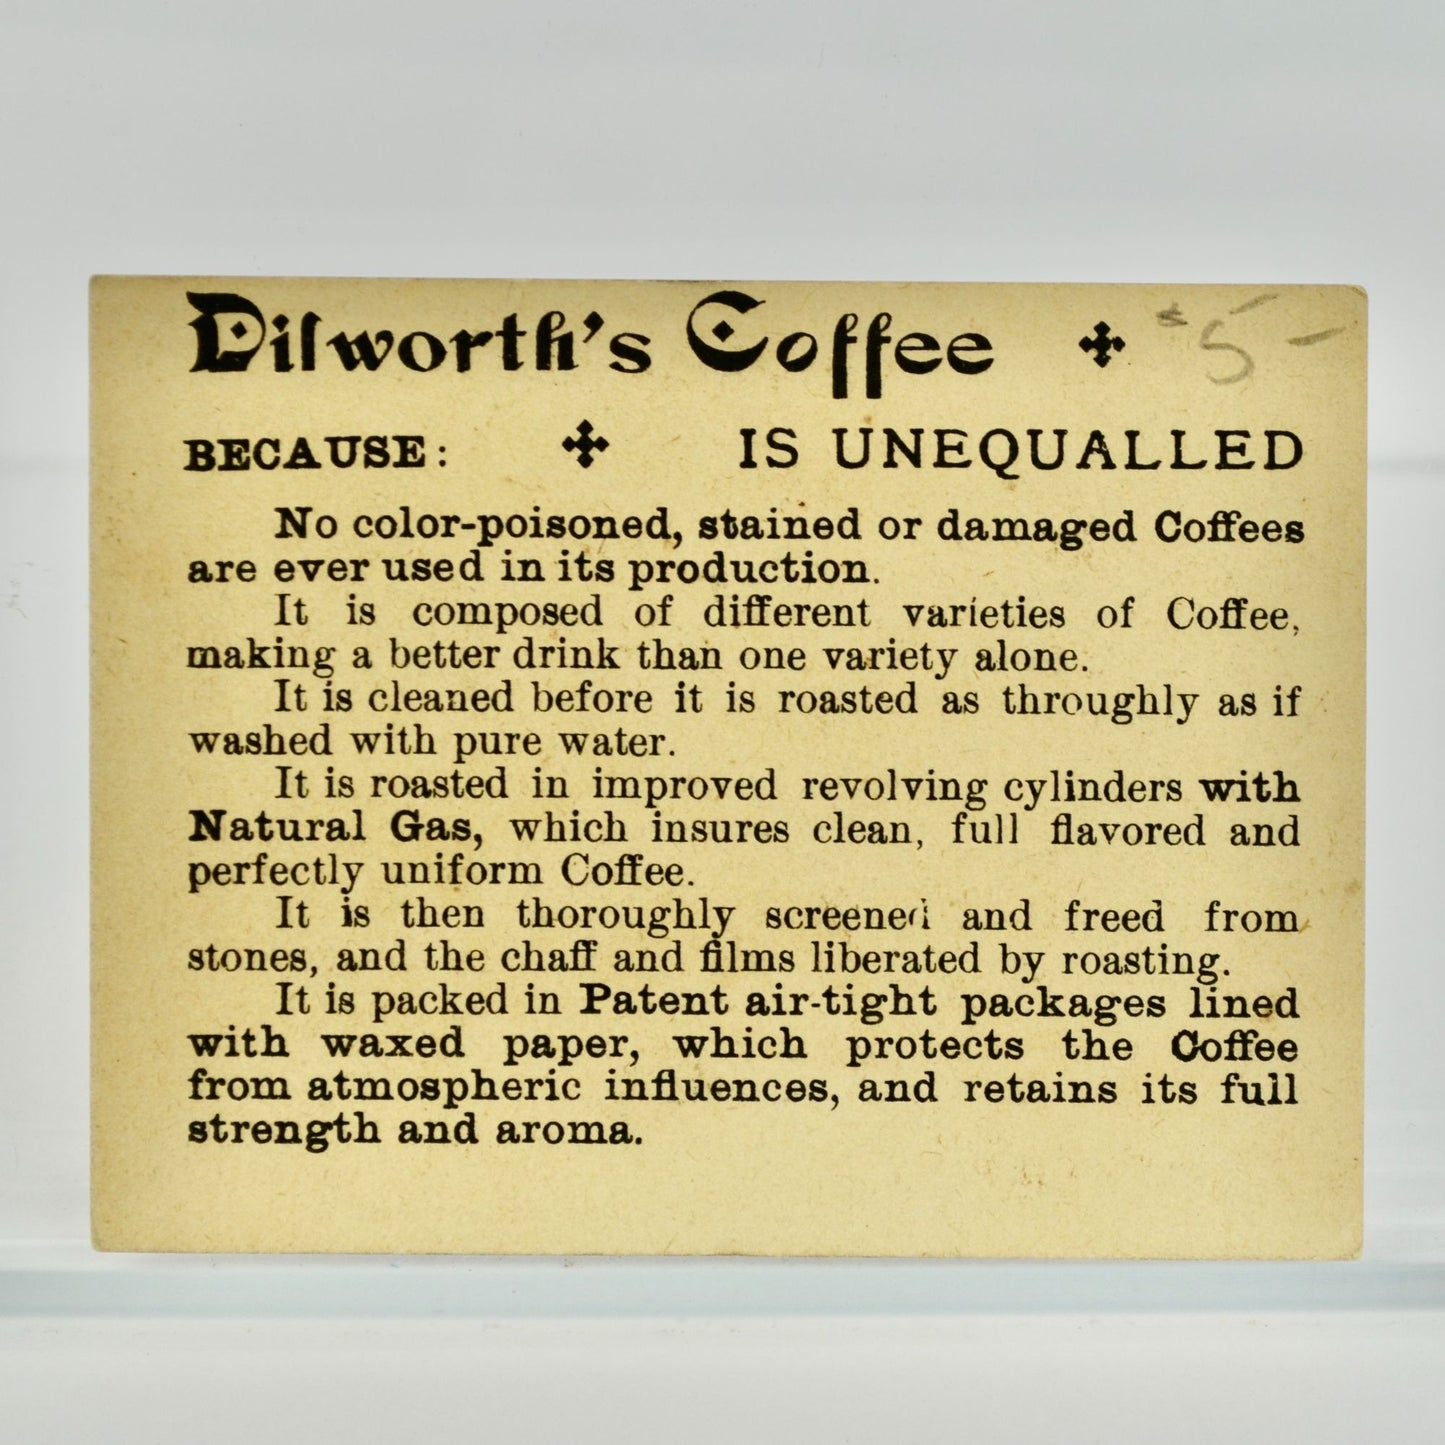 Dilworth's Coffee ✣ $5-
BECAUSE: ✣ IS UNEQUALLED
No color-poisoned, stained or damaged Coffees
are ever used in its production.
It is composed of different varieties of Coffee,
making a better drink than one variety alone.
It is cleaned before it is roasted as throughly as if
washed with pure water.
It is roasted in improved revolving cylinders with
Natural Gas, which insures clean, full flavored and
perfectly uniform Coffee.
It is then thoroughly screened and freed from
stones, and the chaff and films liberated by roasting.
It is packed in Patent air-tight packages lined
with waxed paper, which protects the Coffee
from atmospheric influences, and retains its full
strength and aroma.